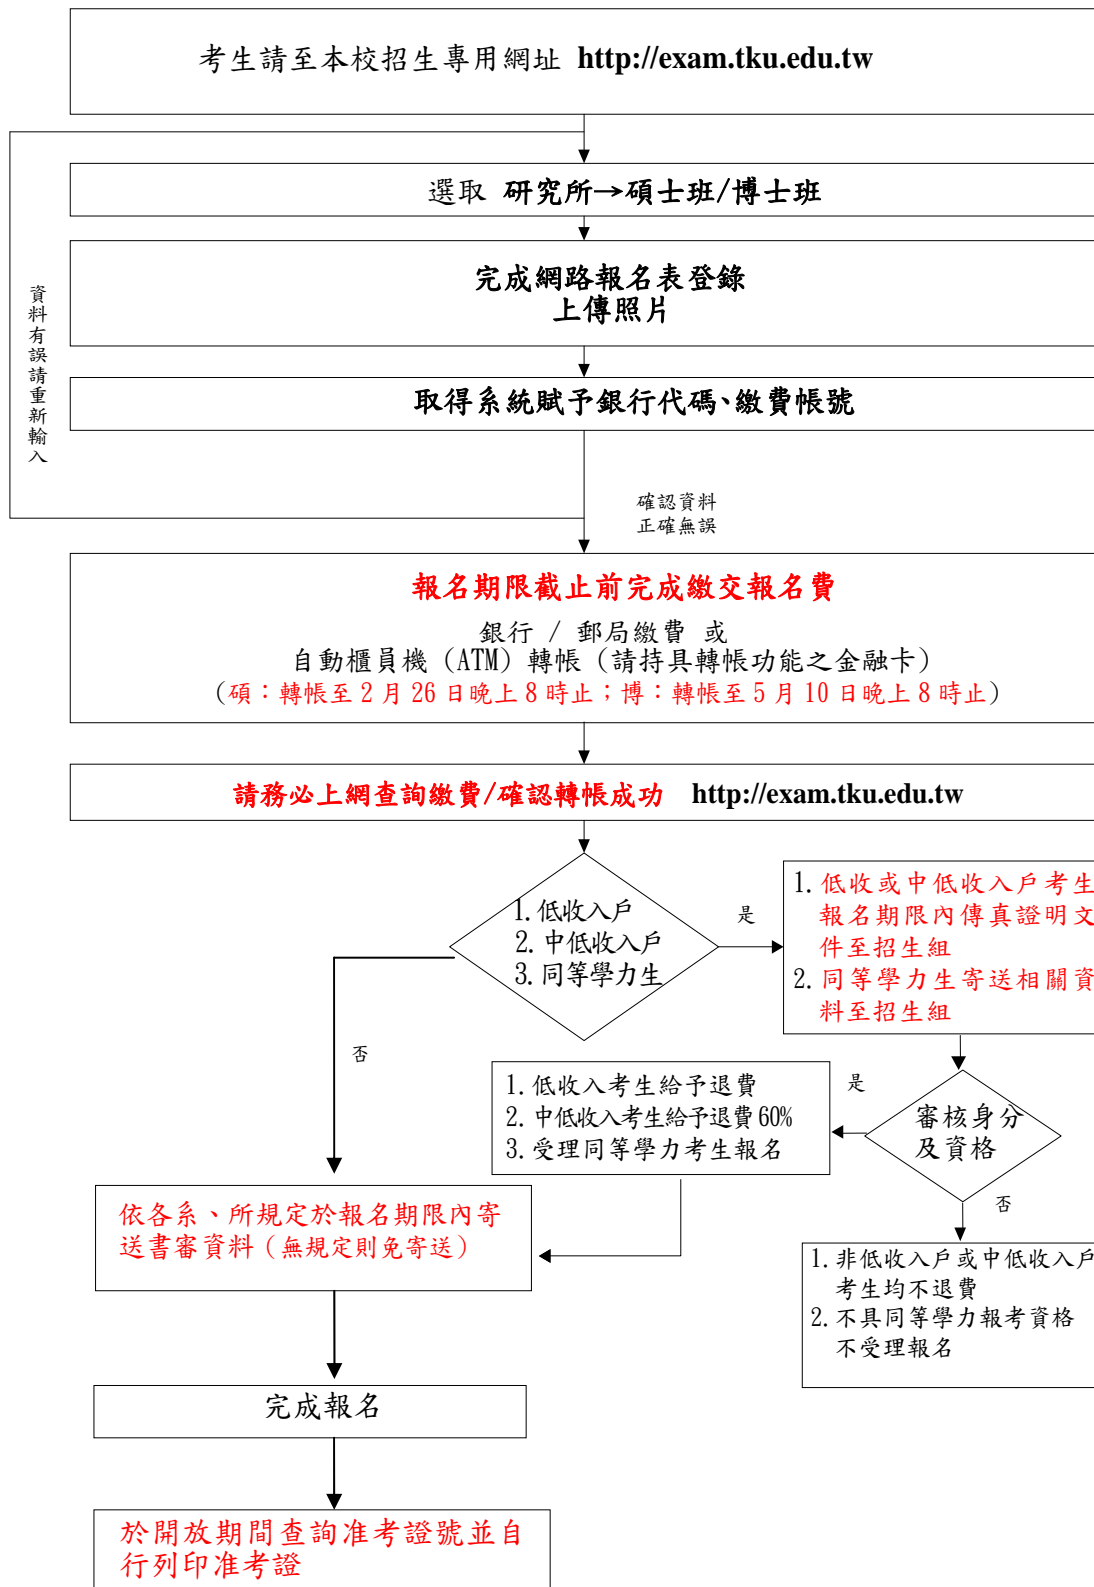 考生請至本校招生專用網址 http://exam.tku.edu.tw
選取 研究所→碩士班/博士班
完成網路報名表登錄
上傳照片
資料有誤請重新輸入
取得系統賦予銀行代碼、繳費帳號
確認資料
正確無誤
報名期限截止前完成繳交報名費
銀行 / 郵局繳費 或
自動櫃員機 (ATM) 轉帳 (請持具轉帳功能之金融卡)
(碩：轉帳至 2 月 26 日晚上 8 時止；博：轉帳至 5 月 10 日晚上 8 時止)
請務必上網查詢繳費/確認轉帳成功 http://exam.tku.edu.tw
1. 低收入戶
2. 中低收入戶
3. 同等學力生
是
1. 低收或中低收入戶考生
報名期限內傳真證明文
件至招生組
2. 同等學力生寄送相關資
料至招生組
否
1. 低收入考生給予退費
2. 中低收入考生給予退費 60%
3. 受理同等學力考生報名
是
審核身分
及資格
否
依各系、所規定於報名期限內寄
送書審資料（無規定則免寄送）
1. 非低收入戶或中低收入戶
考生均不退費
2. 不具同等學力報考資格
不受理報名
完成報名
於開放期間查詢准考證號並自
行列印准考證